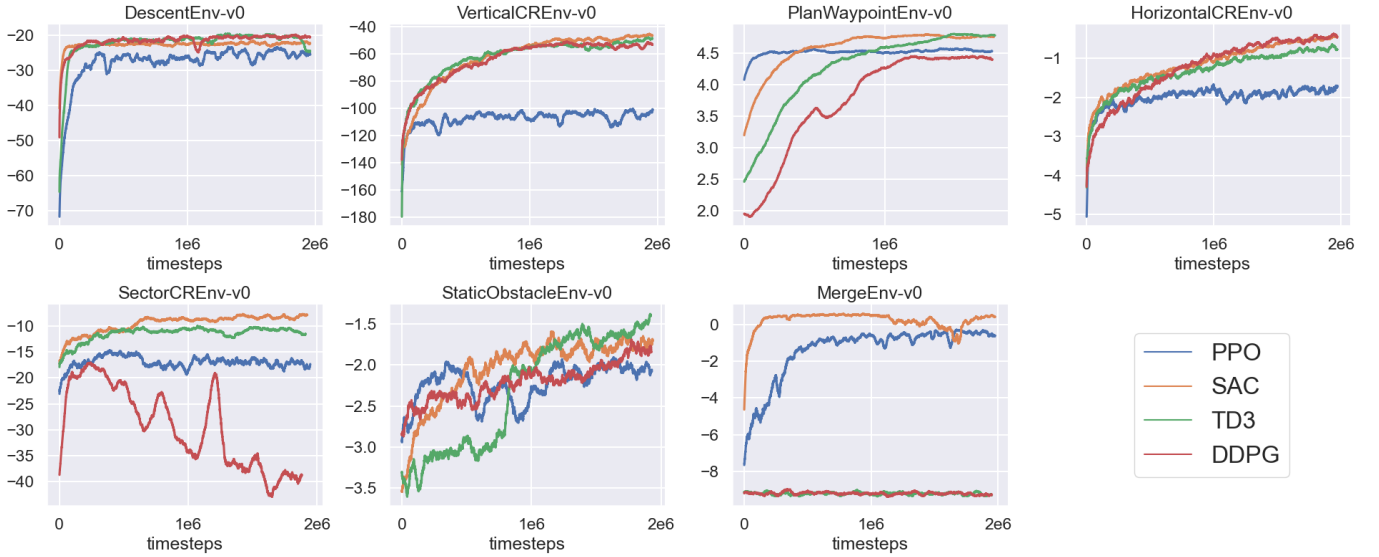 DescentEnv-v0
−20
−30
−40
−50
−60
−70
0
1e6
2e6
timesteps
VerticalCREnv-v0
−40
−60
−80
−100
−120
−140
−160
−180
0
1e6
2e6
timesteps
PlanWaypointEnv-v0
4.5
4.0
3.5
3.0
2.5
2.0
0
1e6
timesteps
HorizontalCREnv-v0
−1
−2
−3
−4
−5
0
1e6
2e6
timesteps
SectorCREnv-v0
−10
−15
−20
−25
−30
−35
−40
0
1e6
2e6
timesteps
StaticObstacleEnv-v0
−1.5
−2.0
−2.5
−3.0
−3.5
0
1e6
2e6
timesteps
MergeEnv-v0
0
−2
−4
−6
−8
0
1e6
2e6
timesteps
PPO
SAC
TD3
DDPG